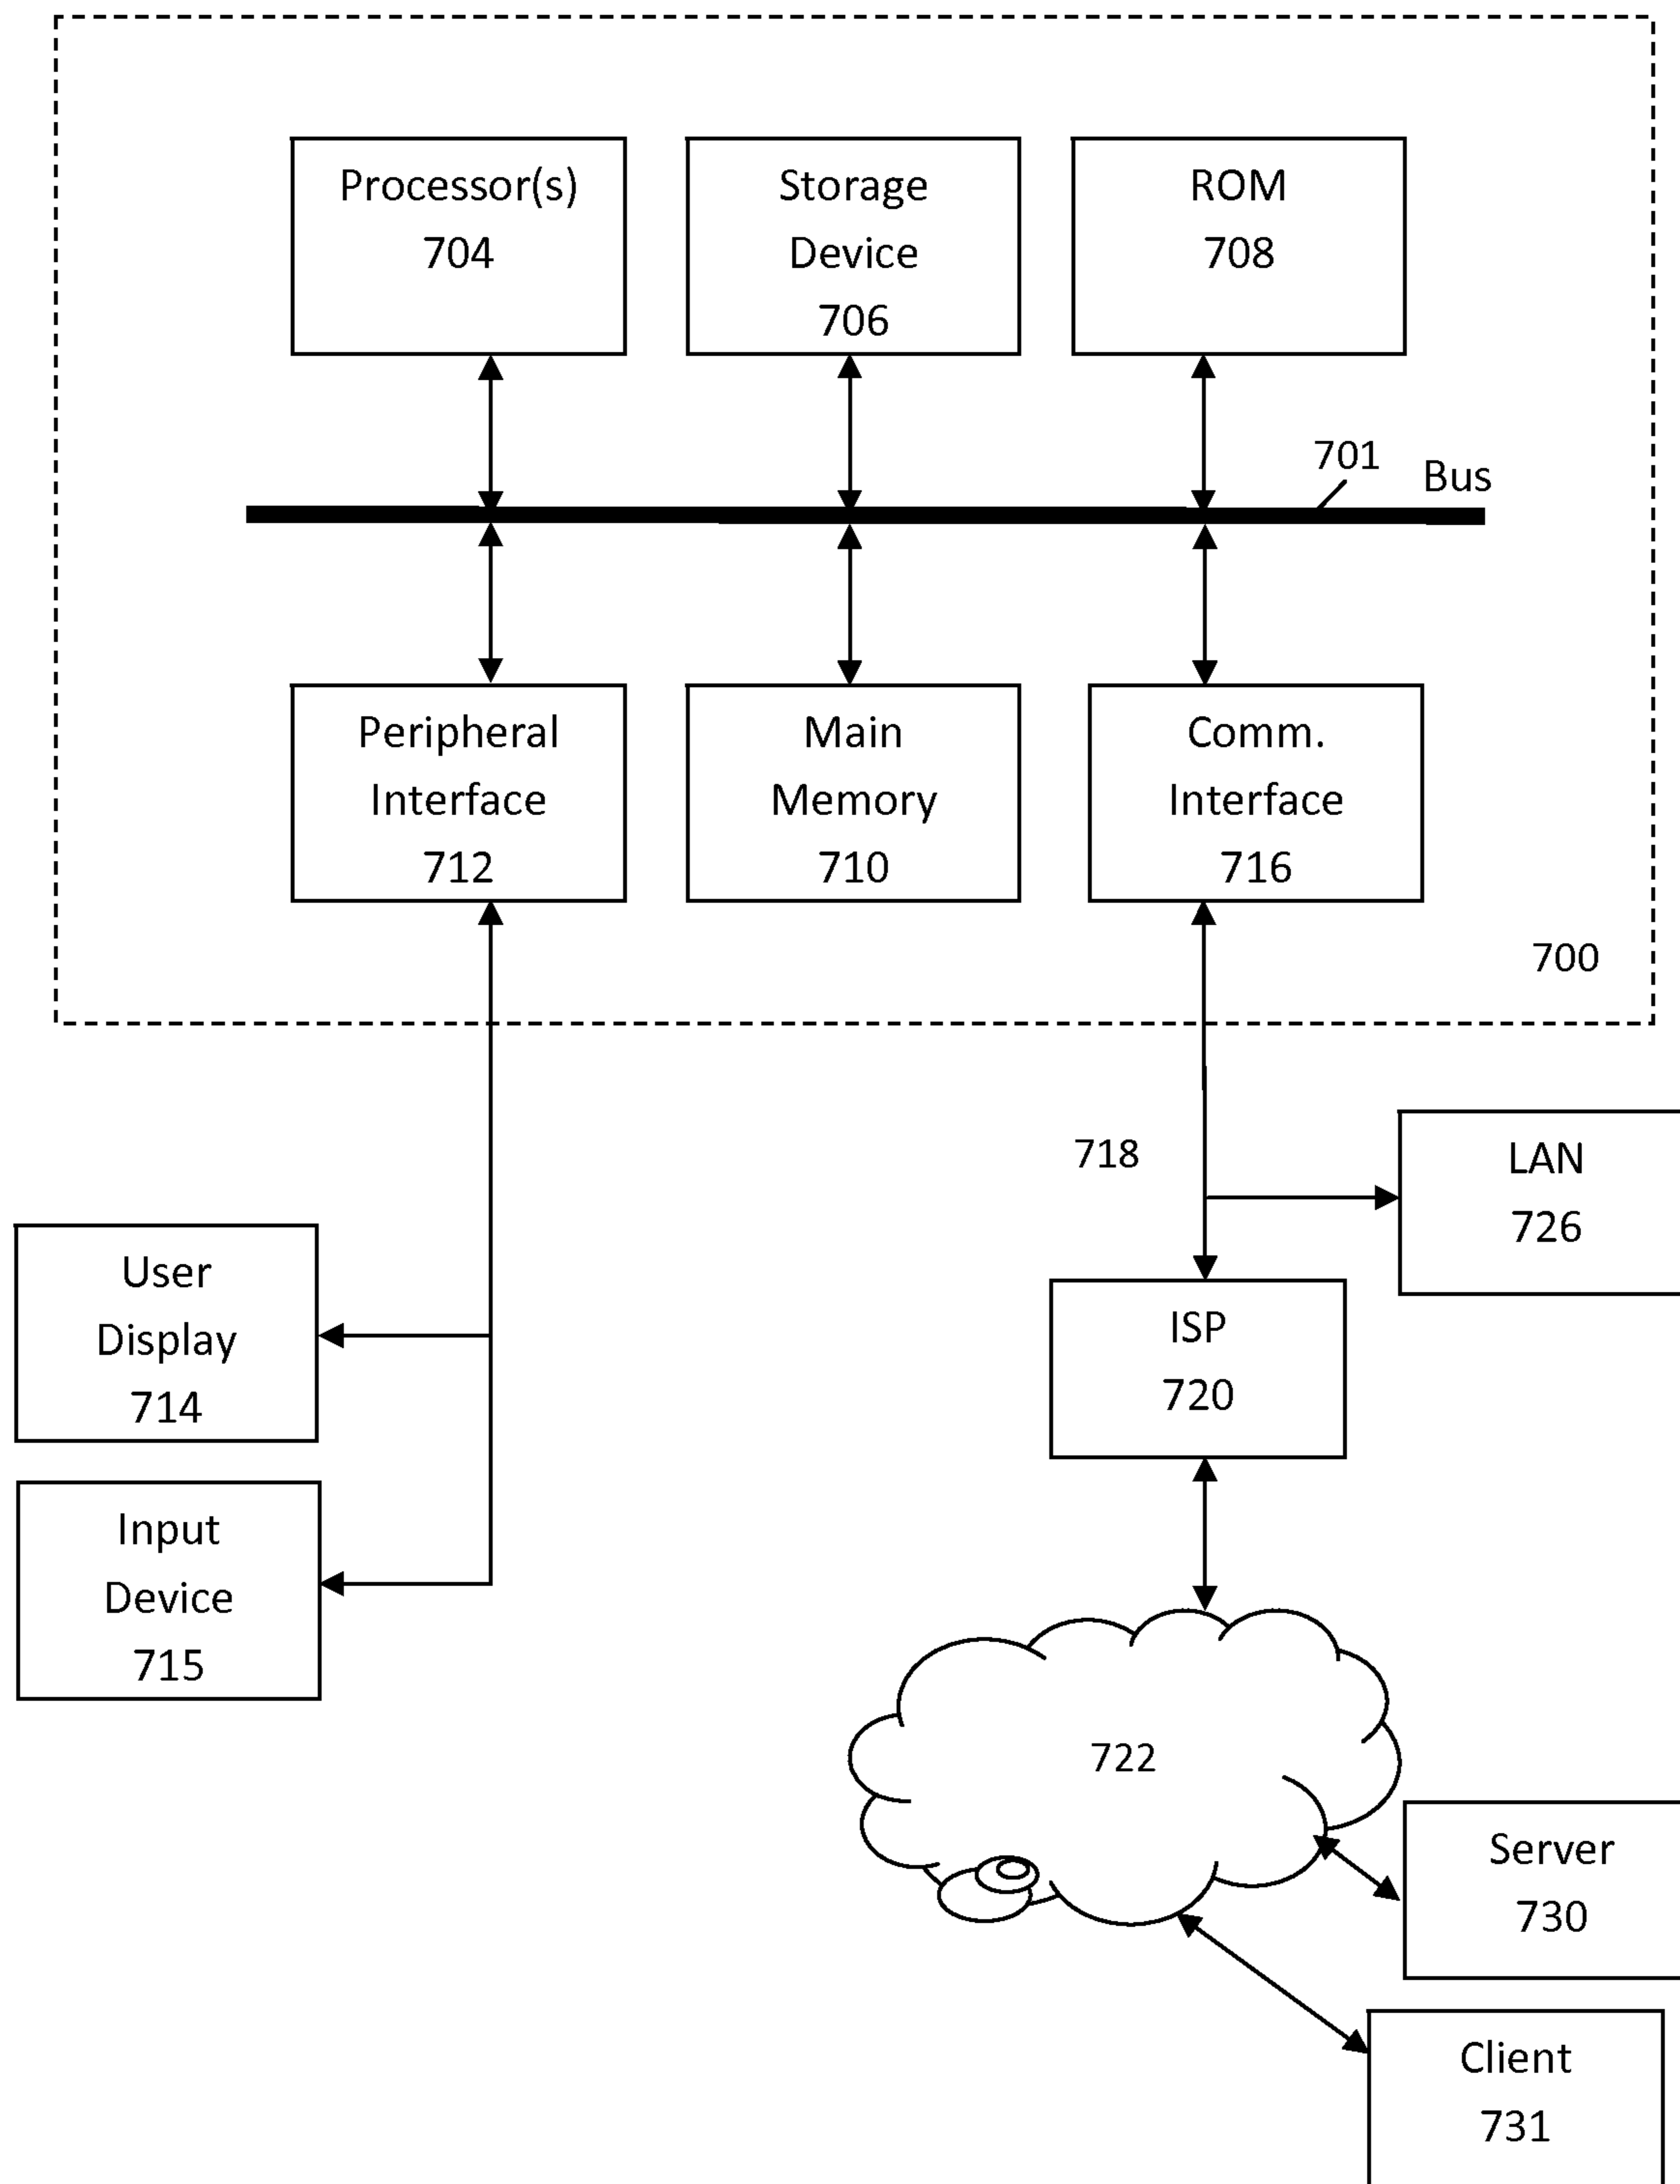 Processor(s)
704
Storage
Device
706
ROM
708
701
Bus
Peripheral
Interface
712
Main
Memory
710
Comm.
Interface
716
700
718
LAN
726
User
Display
714
ISP
720
Input
Device
715
722
Server
730
Client
731